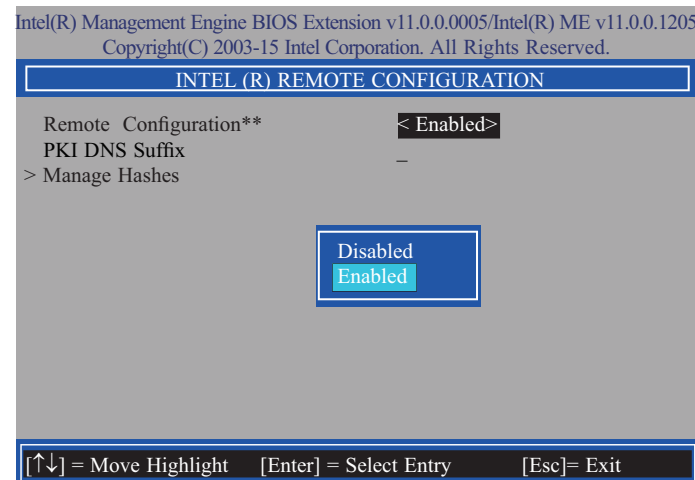 Intel(R) Management Engine BIOS Extension v11.0.0.0005/Intel(R) ME v11.0.0.1205
Copyright(C) 2003-15 Intel Corporation. All Rights Reserved.
INTEL (R) REMOTE CONFIGURATION
Remote Configuration** < Enabled>
PKI DNS Suffix _
> Manage Hashes
Disabled
Enabled
[↑↓] = Move Highlight [Enter] = Select Entry [Esc]= Exit